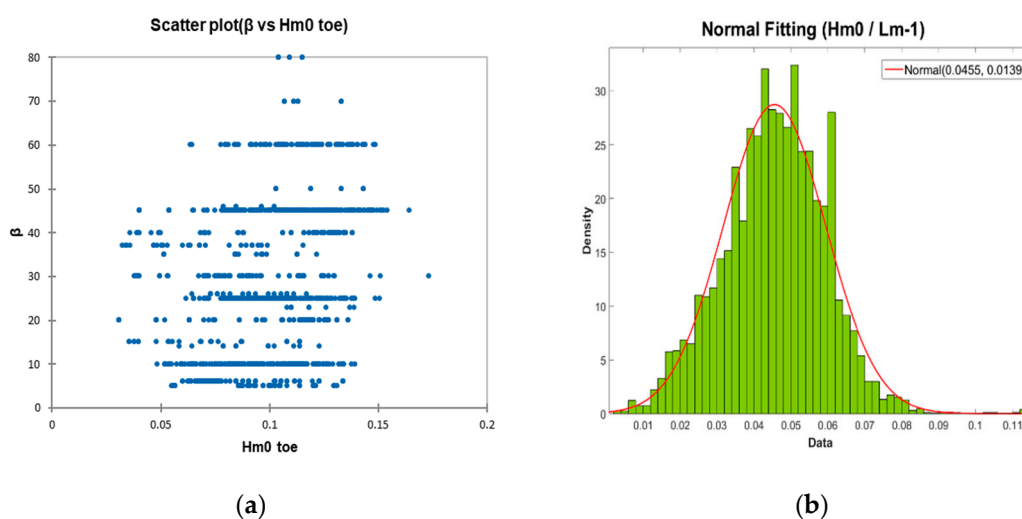 Scatter plot(β vs Hm0 toe)
80
70
60
50
40
30
20
10
0
β
0 0.05 0.1 0.15 0.2
Hm0 toe
(a)
Normal Fitting (Hm0 / Lm-1)
Normal(0.0455, 0.0139
30
25
20
15
10
5
0
Density
0.01 0.02 0.03 0.04 0.05 0.06 0.07 0.08 0.09 0.1 0.11
Data
(b)